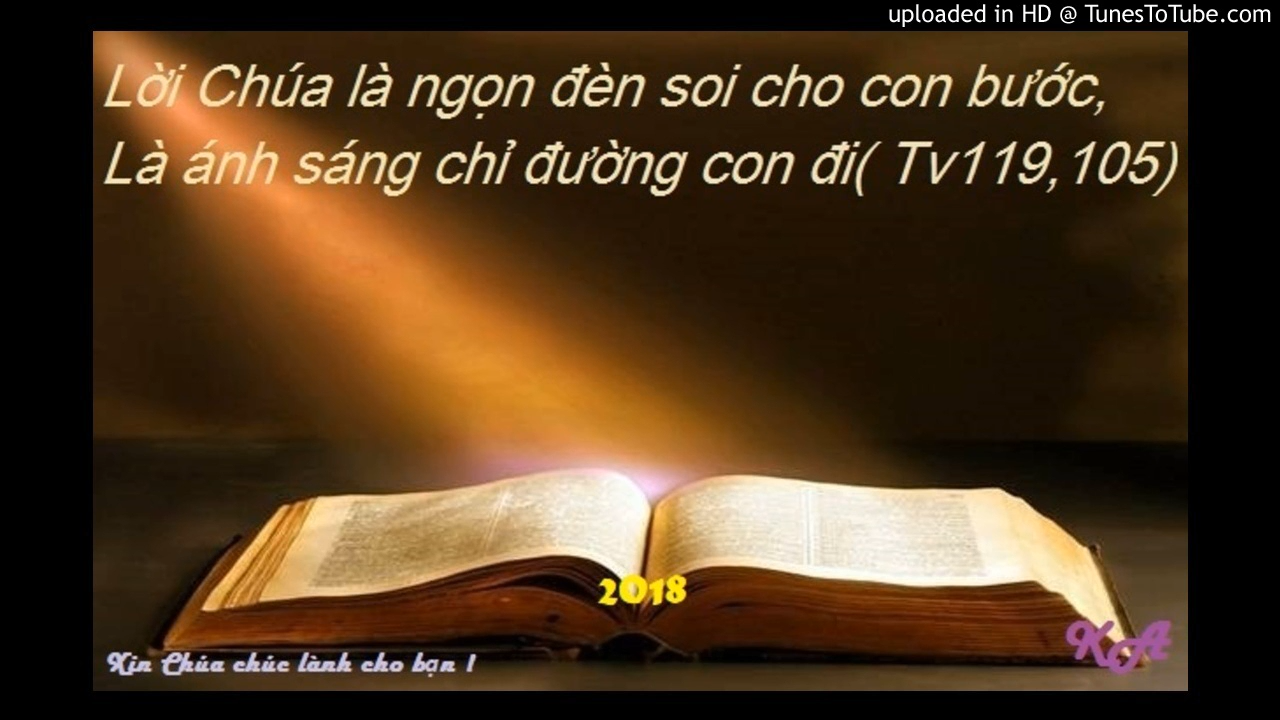 uploaded in HD @ TunesToTube.com
Lời Chúa là ngọn đèn soi cho con bước,
Là ánh sáng chỉ đường con đi( Tv119,105)
2018
KA
Xin Chúa chúc lành cho bạn !